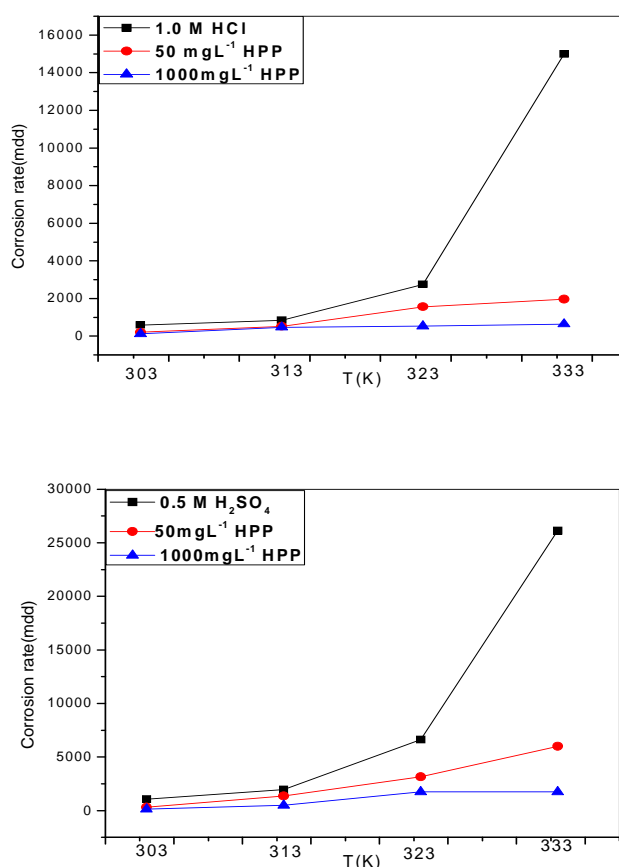 1.0 M HCl
50 mgL⁻¹ HPP
1000mgL⁻¹ HPP
16000
14000
12000
10000
8000
6000
4000
2000
0
Corrosion rate(mdd)
303 313 323 333
T(K)
0.5 M H₂SO₄
50mgL⁻¹ HPP
1000mgL⁻¹ HPP
30000
25000
20000
15000
10000
5000
0
Corrosion rate(mdd)
303 313 323 333
T(K)